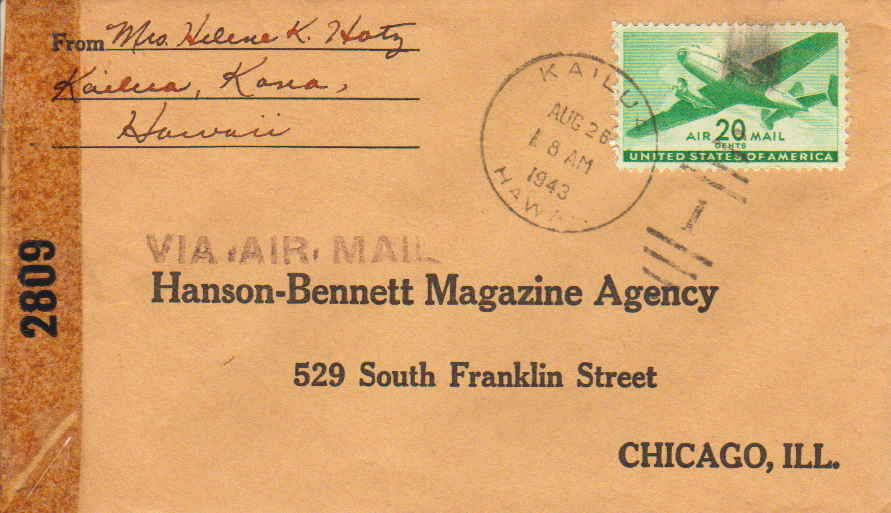 From Mrs. Helene K. Hotz
Kailua, Kona,
Hawaii
KAILUA
AUG 26
8 AM
1943
HAWAII
AIR 20 MAIL
CENTS
UNITED STATES OF AMERICA
1
2809
VIA AIR MAIL
Hanson-Bennett Magazine Agency
529 South Franklin Street
CHICAGO, ILL.